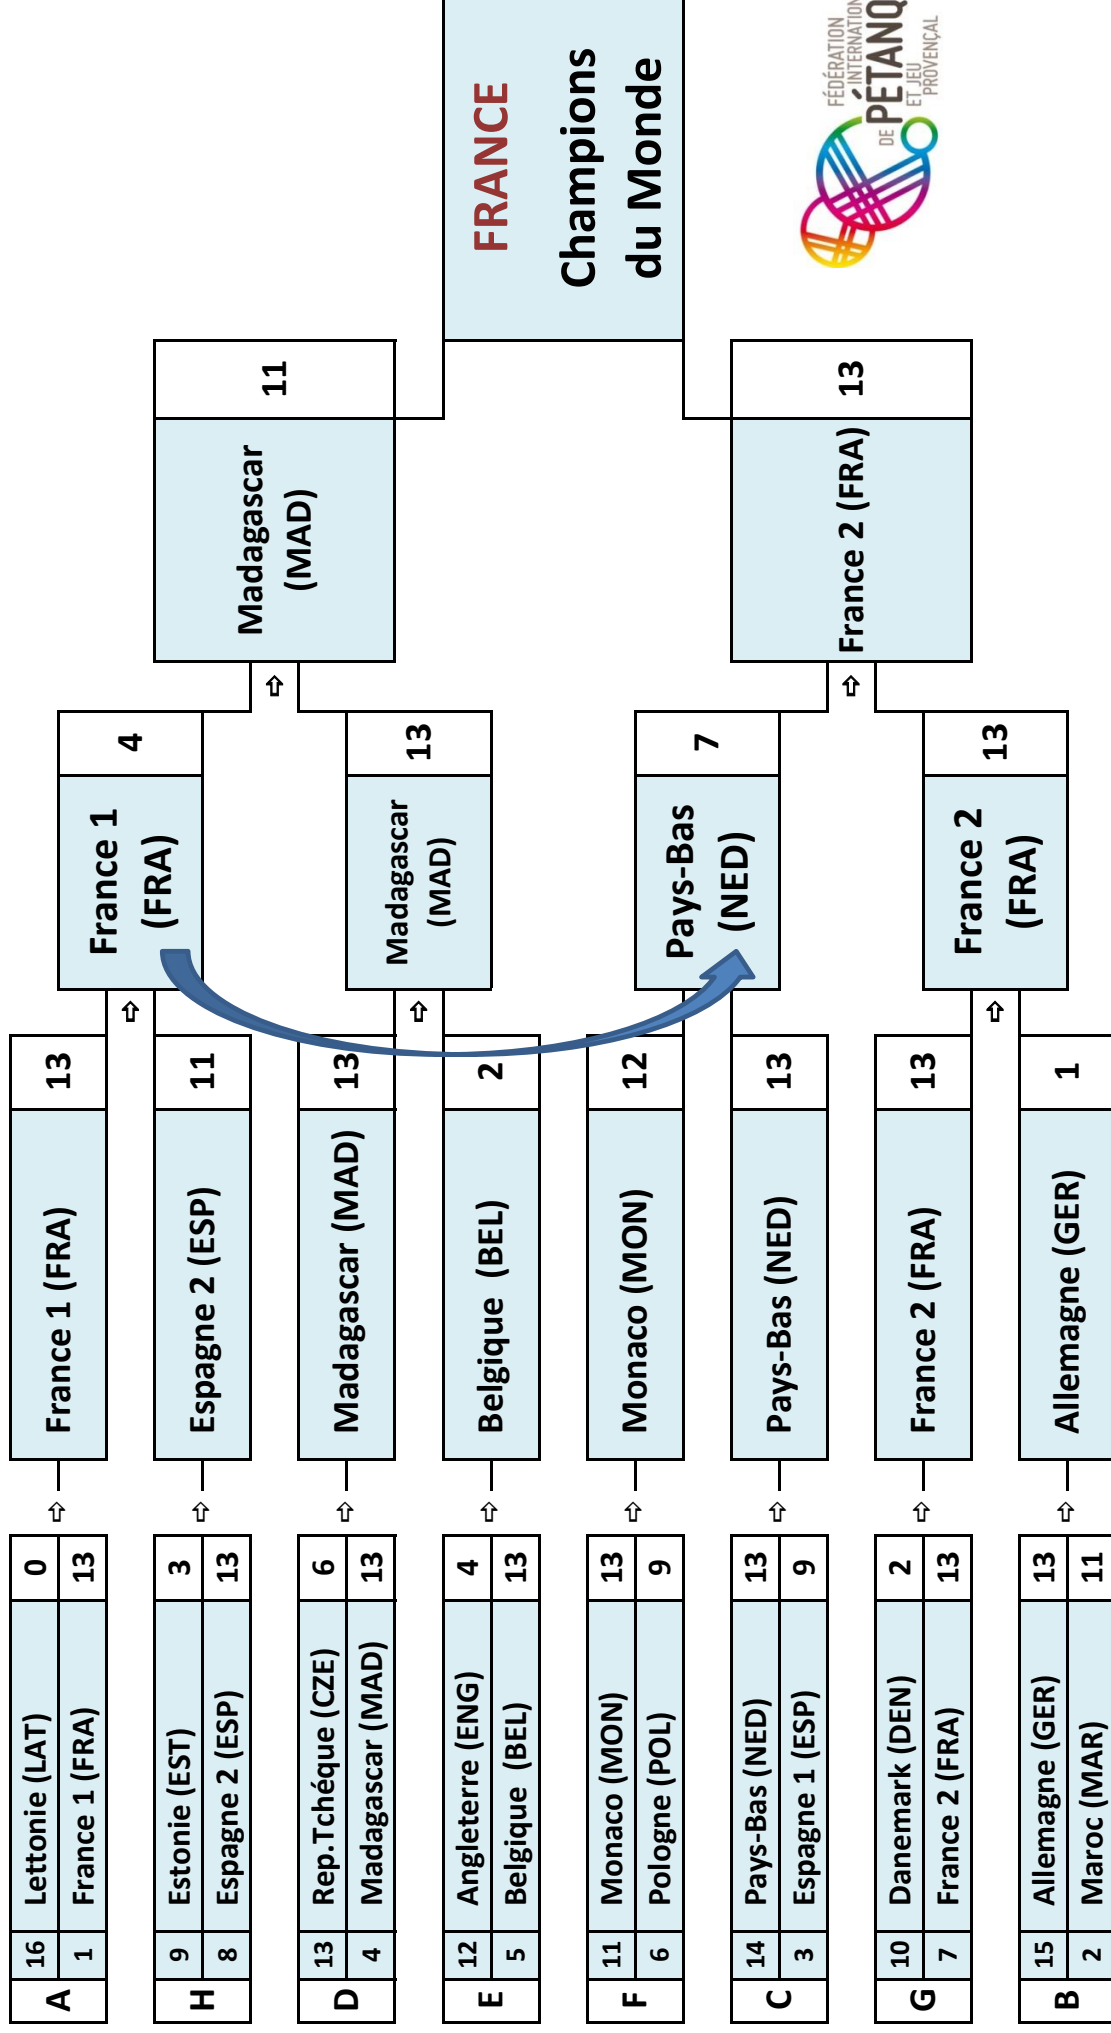 A
16 Lettonie (LAT) 0
1 France 1 (FRA) 13
H
9 Estonie (EST) 3
8 Espagne 2 (ESP) 13
D
13 Rep.Tchéque (CZE) 6
4 Madagascar (MAD) 13
E
12 Angleterre (ENG) 4
5 Belgique (BEL) 13
F
11 Monaco (MON) 13
6 Pologne (POL) 9
C
14 Pays-Bas (NED) 13
3 Espagne 1 (ESP) 9
G
10 Danemark (DEN) 2
7 France 2 (FRA) 13
B
15 Allemagne (GER) 13
2 Maroc (MAR) 11
⇨
⇨
⇨
⇨
⇨
⇨
⇨
⇨
France 1 (FRA) 13
Espagne 2 (ESP) 11
Madagascar (MAD) 13
Belgique (BEL) 2
Monaco (MON) 12
Pays-Bas (NED) 13
France 2 (FRA) 13
Allemagne (GER) 1
⇨
⇨
⇨
France 1
(FRA)
4
Madagascar
(MAD)
13
Pays-Bas
(NED)
7
France 2
(FRA)
13
⇨
⇨
Madagascar
(MAD)
11
France 2 (FRA) 13
FRANCE
Champions
du Monde
FÉDÉRATION
INTERNATION
DE PÉTANQ
ET JEU
PROVENÇAL